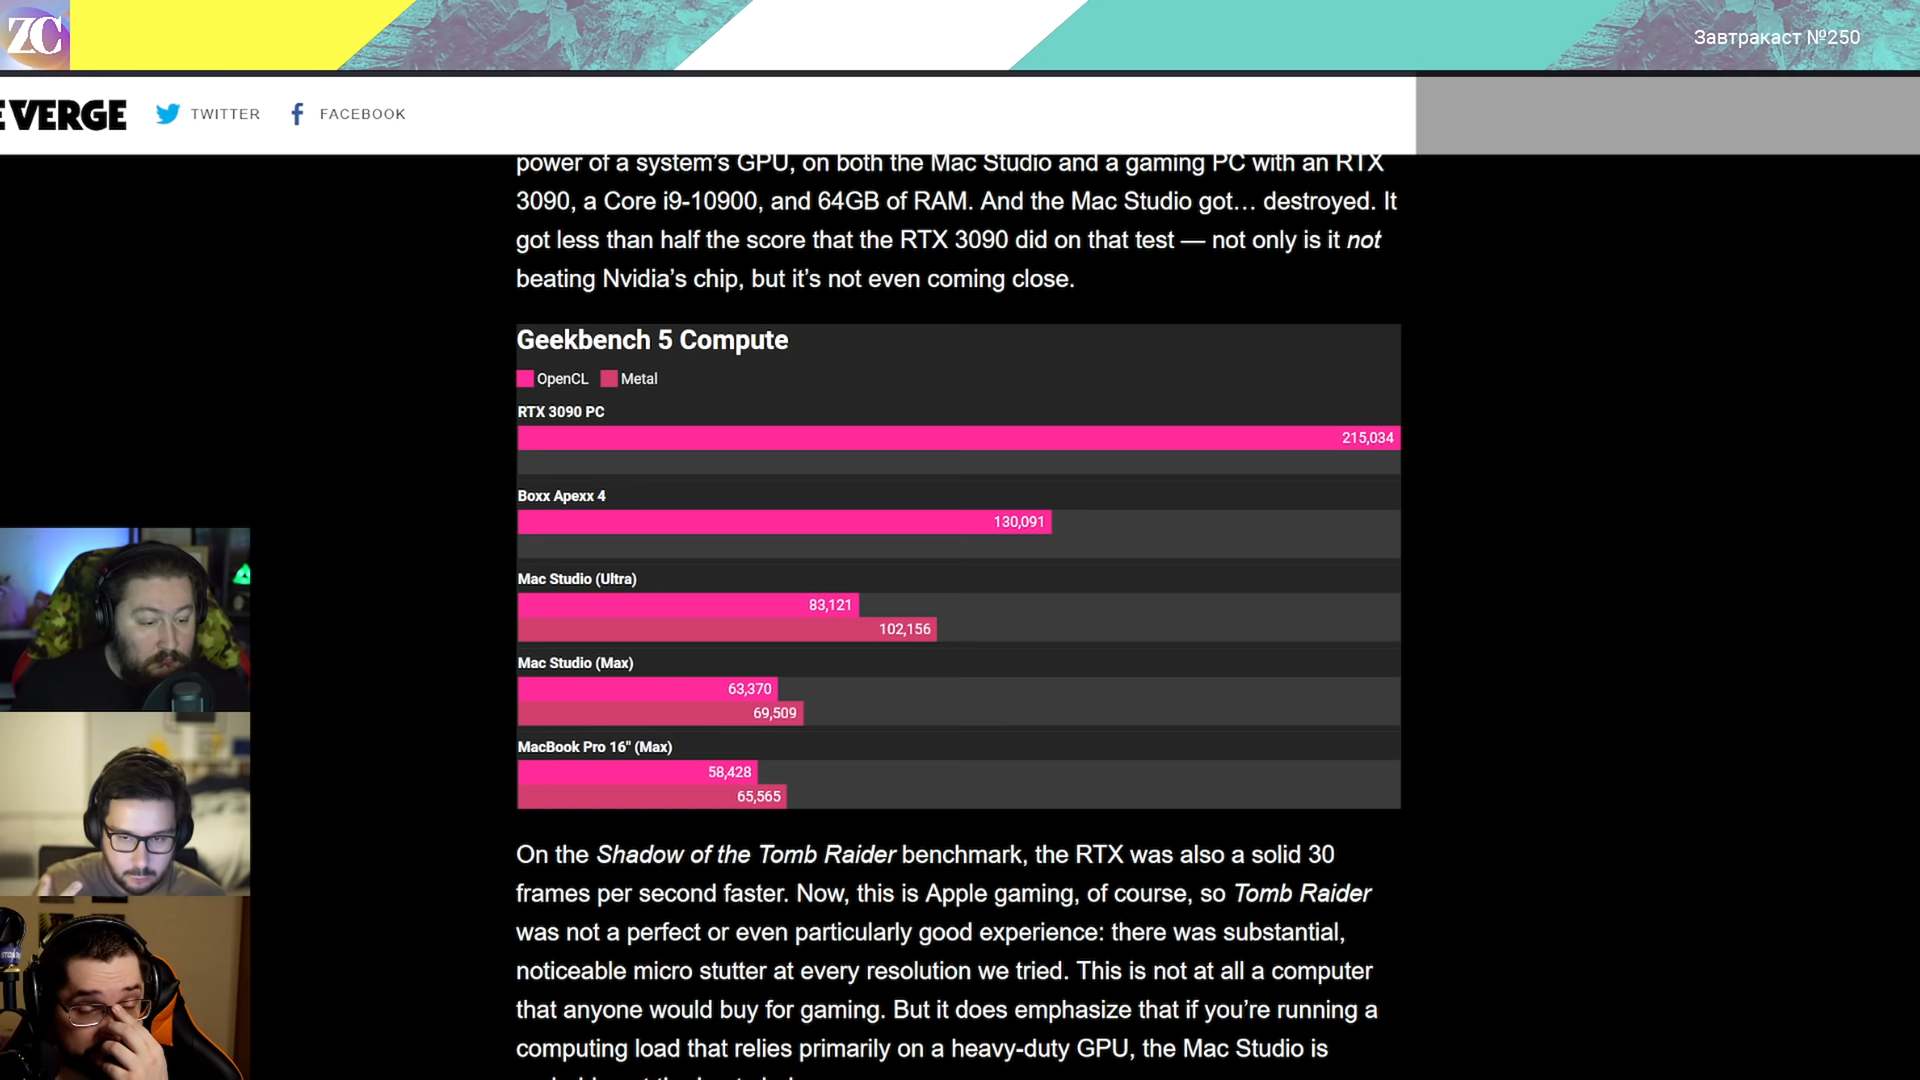 ZC
Завтракаст №250
E VERGE
TWITTER
FACEBOOK
power of a system’s GPU, on both the Mac Studio and a gaming PC with an RTX
3090, a Core i9-10900, and 64GB of RAM. And the Mac Studio got… destroyed. It
got less than half the score that the RTX 3090 did on that test — not only is it not
beating Nvidia’s chip, but it’s not even coming close.
Geekbench 5 Compute
OpenCL Metal
RTX 3090 PC
215,034
Boxx Apexx 4
130,091
Mac Studio (Ultra)
83,121
102,156
Mac Studio (Max)
63,370
69,509
MacBook Pro 16" (Max)
58,428
65,565
On the Shadow of the Tomb Raider benchmark, the RTX was also a solid 30
frames per second faster. Now, this is Apple gaming, of course, so Tomb Raider
was not a perfect or even particularly good experience: there was substantial,
noticeable micro stutter at every resolution we tried. This is not at all a computer
that anyone would buy for gaming. But it does emphasize that if you’re running a
computing load that relies primarily on a heavy-duty GPU, the Mac Studio is